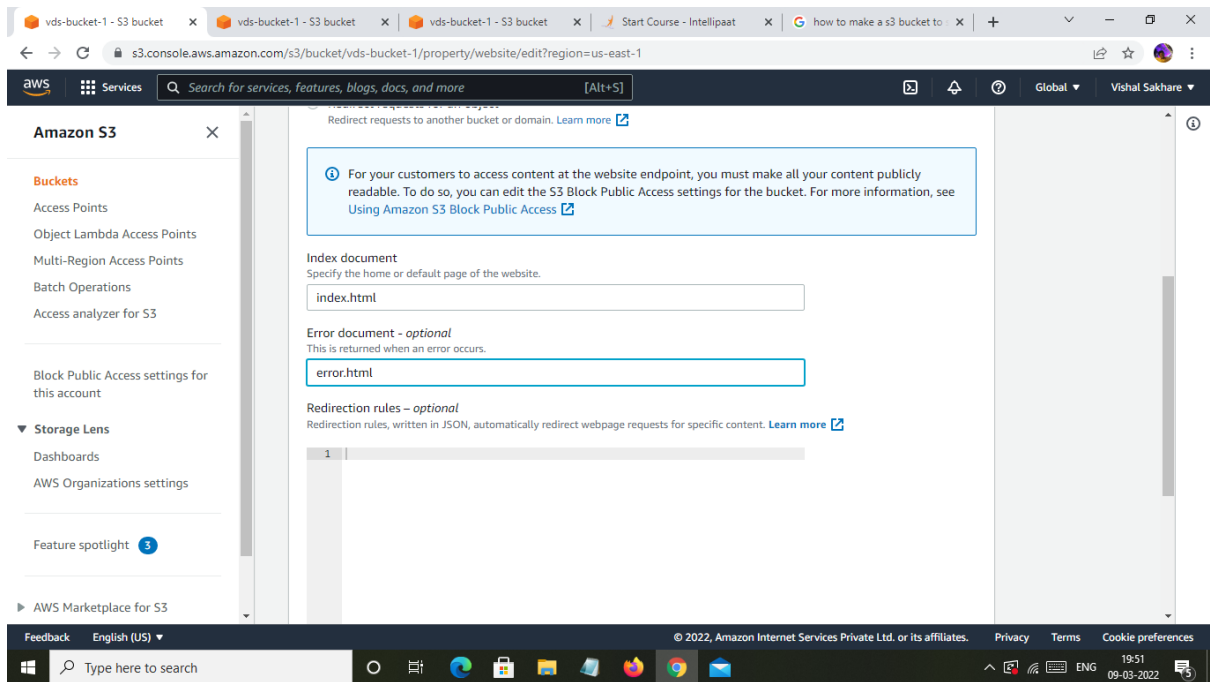 vds-bucket-1 - S3 bucket
vds-bucket-1 - S3 bucket
vds-bucket-1 - S3 bucket
Start Course - Intellipaat
how to make a s3 bucket to
s3.console.aws.amazon.com/s3/bucket/vds-bucket-1/property/website/edit?region=us-east-1
aws
Services
Search for services, features, blogs, docs, and more
[Alt+S]
Global
Vishal Sakhare
Amazon S3
Buckets
Access Points
Object Lambda Access Points
Multi-Region Access Points
Batch Operations
Access analyzer for S3
Block Public Access settings for
this account
Storage Lens
Dashboards
AWS Organizations settings
Feature spotlight 3
AWS Marketplace for S3
Redirect requests for an object
Redirect requests to another bucket or domain. Learn more
For your customers to access content at the website endpoint, you must make all your content publicly
readable. To do so, you can edit the S3 Block Public Access settings for the bucket. For more information, see
Using Amazon S3 Block Public Access
Index document
Specify the home or default page of the website.
index.html
Error document - optional
This is returned when an error occurs.
error.html
Redirection rules – optional
Redirection rules, written in JSON, automatically redirect webpage requests for specific content. Learn more
1
Feedback
English (US)
© 2022, Amazon Internet Services Private Ltd. or its affiliates.
Privacy
Terms
Cookie preferences
Type here to search
ENG
19:51
09-03-2022
5